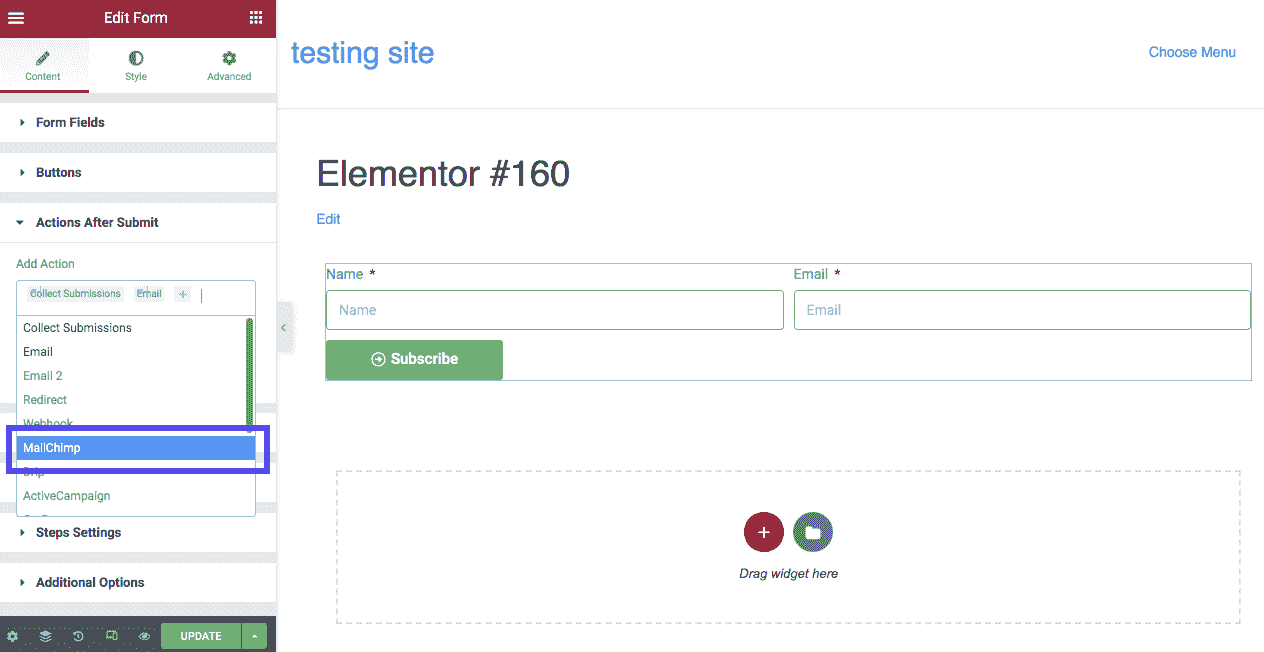 Edit Form
Content
Style
Advanced
Form Fields
Buttons
Actions After Submit
Add Action
Collect Submissions Email +
Collect Submissions
Email
Email 2
Redirect
Webhook
MailChimp
Drip
ActiveCampaign
Steps Settings
Additional Options
UPDATE
testing site
Choose Menu
Elementor #160
Edit
Name *
Email *
Name
Email
Subscribe
Drag widget here